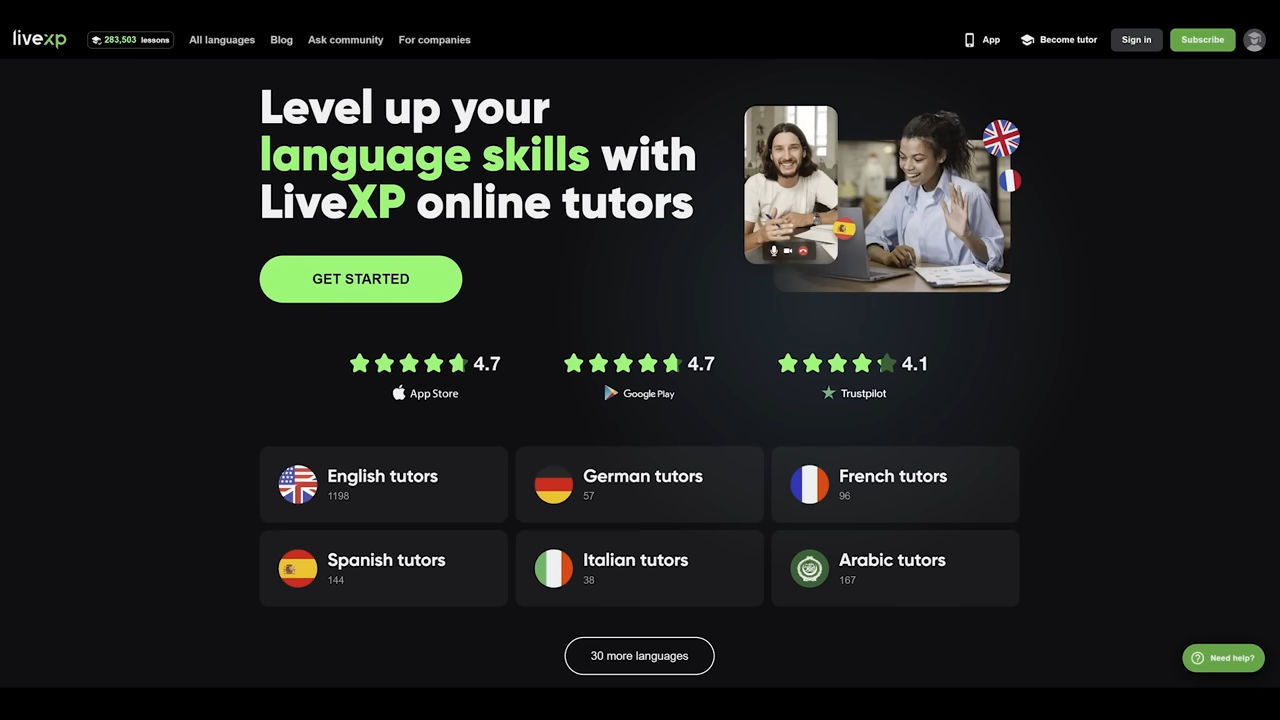 livexp
283,503 lessons
All languages
Blog
Ask community
For companies
App
Become tutor
Sign in
Subscribe
Level up your
language skills with
LiveXP online tutors
GET STARTED
4.7
App Store
4.7
Google Play
4.1
Trustpilot
English tutors
1198
German tutors
57
French tutors
96
Spanish tutors
144
Italian tutors
38
Arabic tutors
167
30 more languages
Need help?